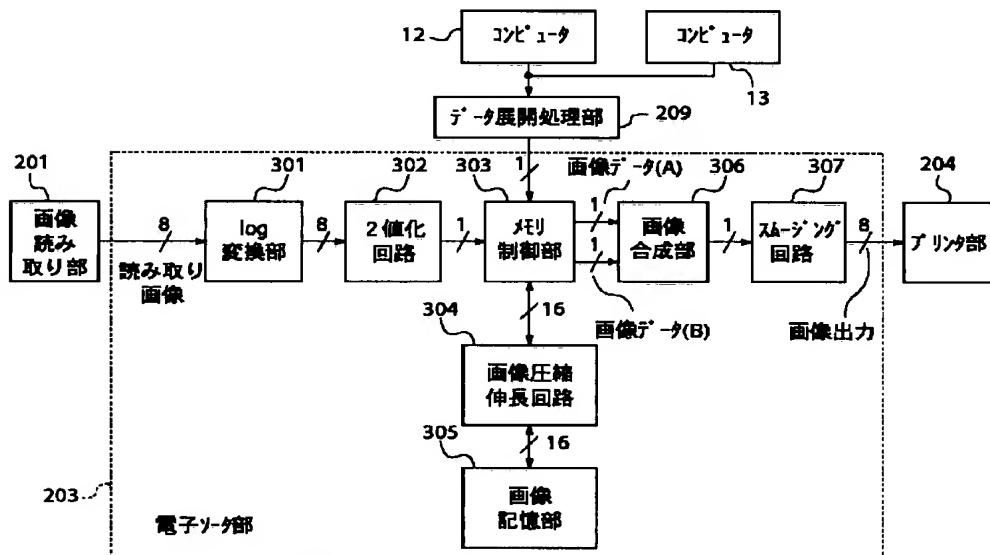 12
コンピュータ
コンピュータ
13
データ展開処理部
209
201
画像
読み
取り部
8
読み取り
画像
301
log
変換部
8
302
2値化
回路
1
303
1
メモリ
制御部
画像データ(A)
1
1
画像データ(B)
306
画像
合成部
1
307
スムージング
回路
8
画像出力
204
プリンタ部
16
304
画像圧縮
伸長回路
16
305
画像
記憶部
203
電子ソータ部